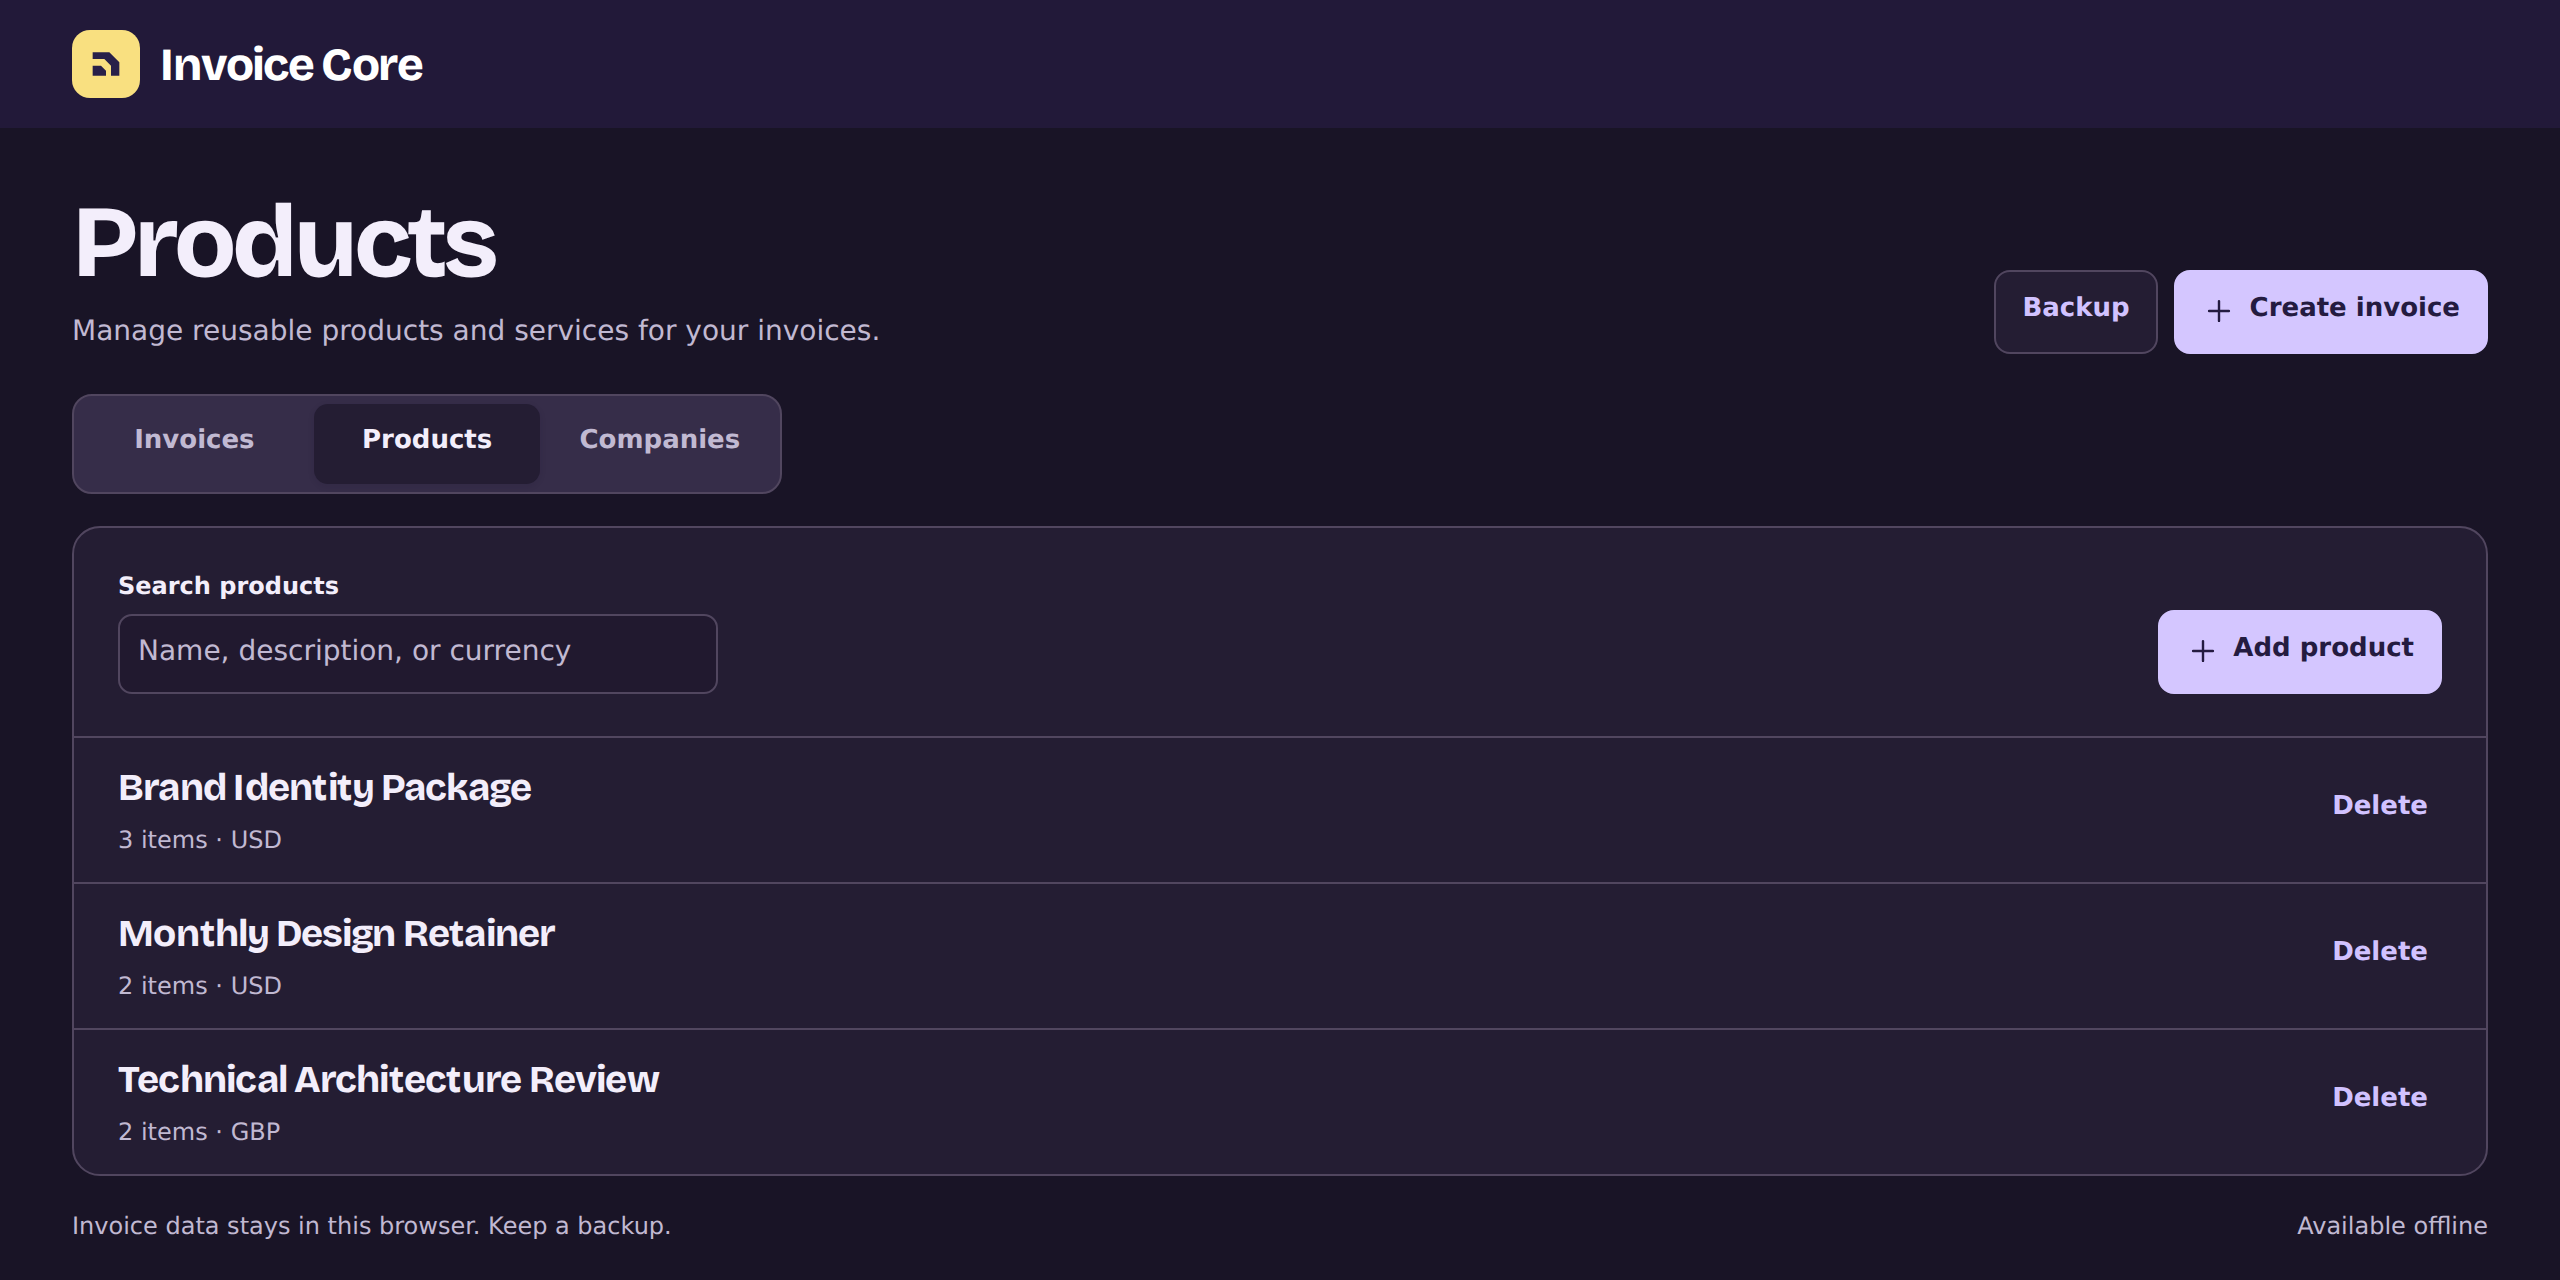 Invoice Core
Products
Manage reusable products and services for your invoices.
Backup
Create invoice
Invoices
Products
Companies
Search products
Name, description, or currency
Add product
Brand Identity Package
3 items · USD
Delete
Monthly Design Retainer
2 items · USD
Delete
Technical Architecture Review
2 items · GBP
Delete
Invoice data stays in this browser. Keep a backup.
Available offline